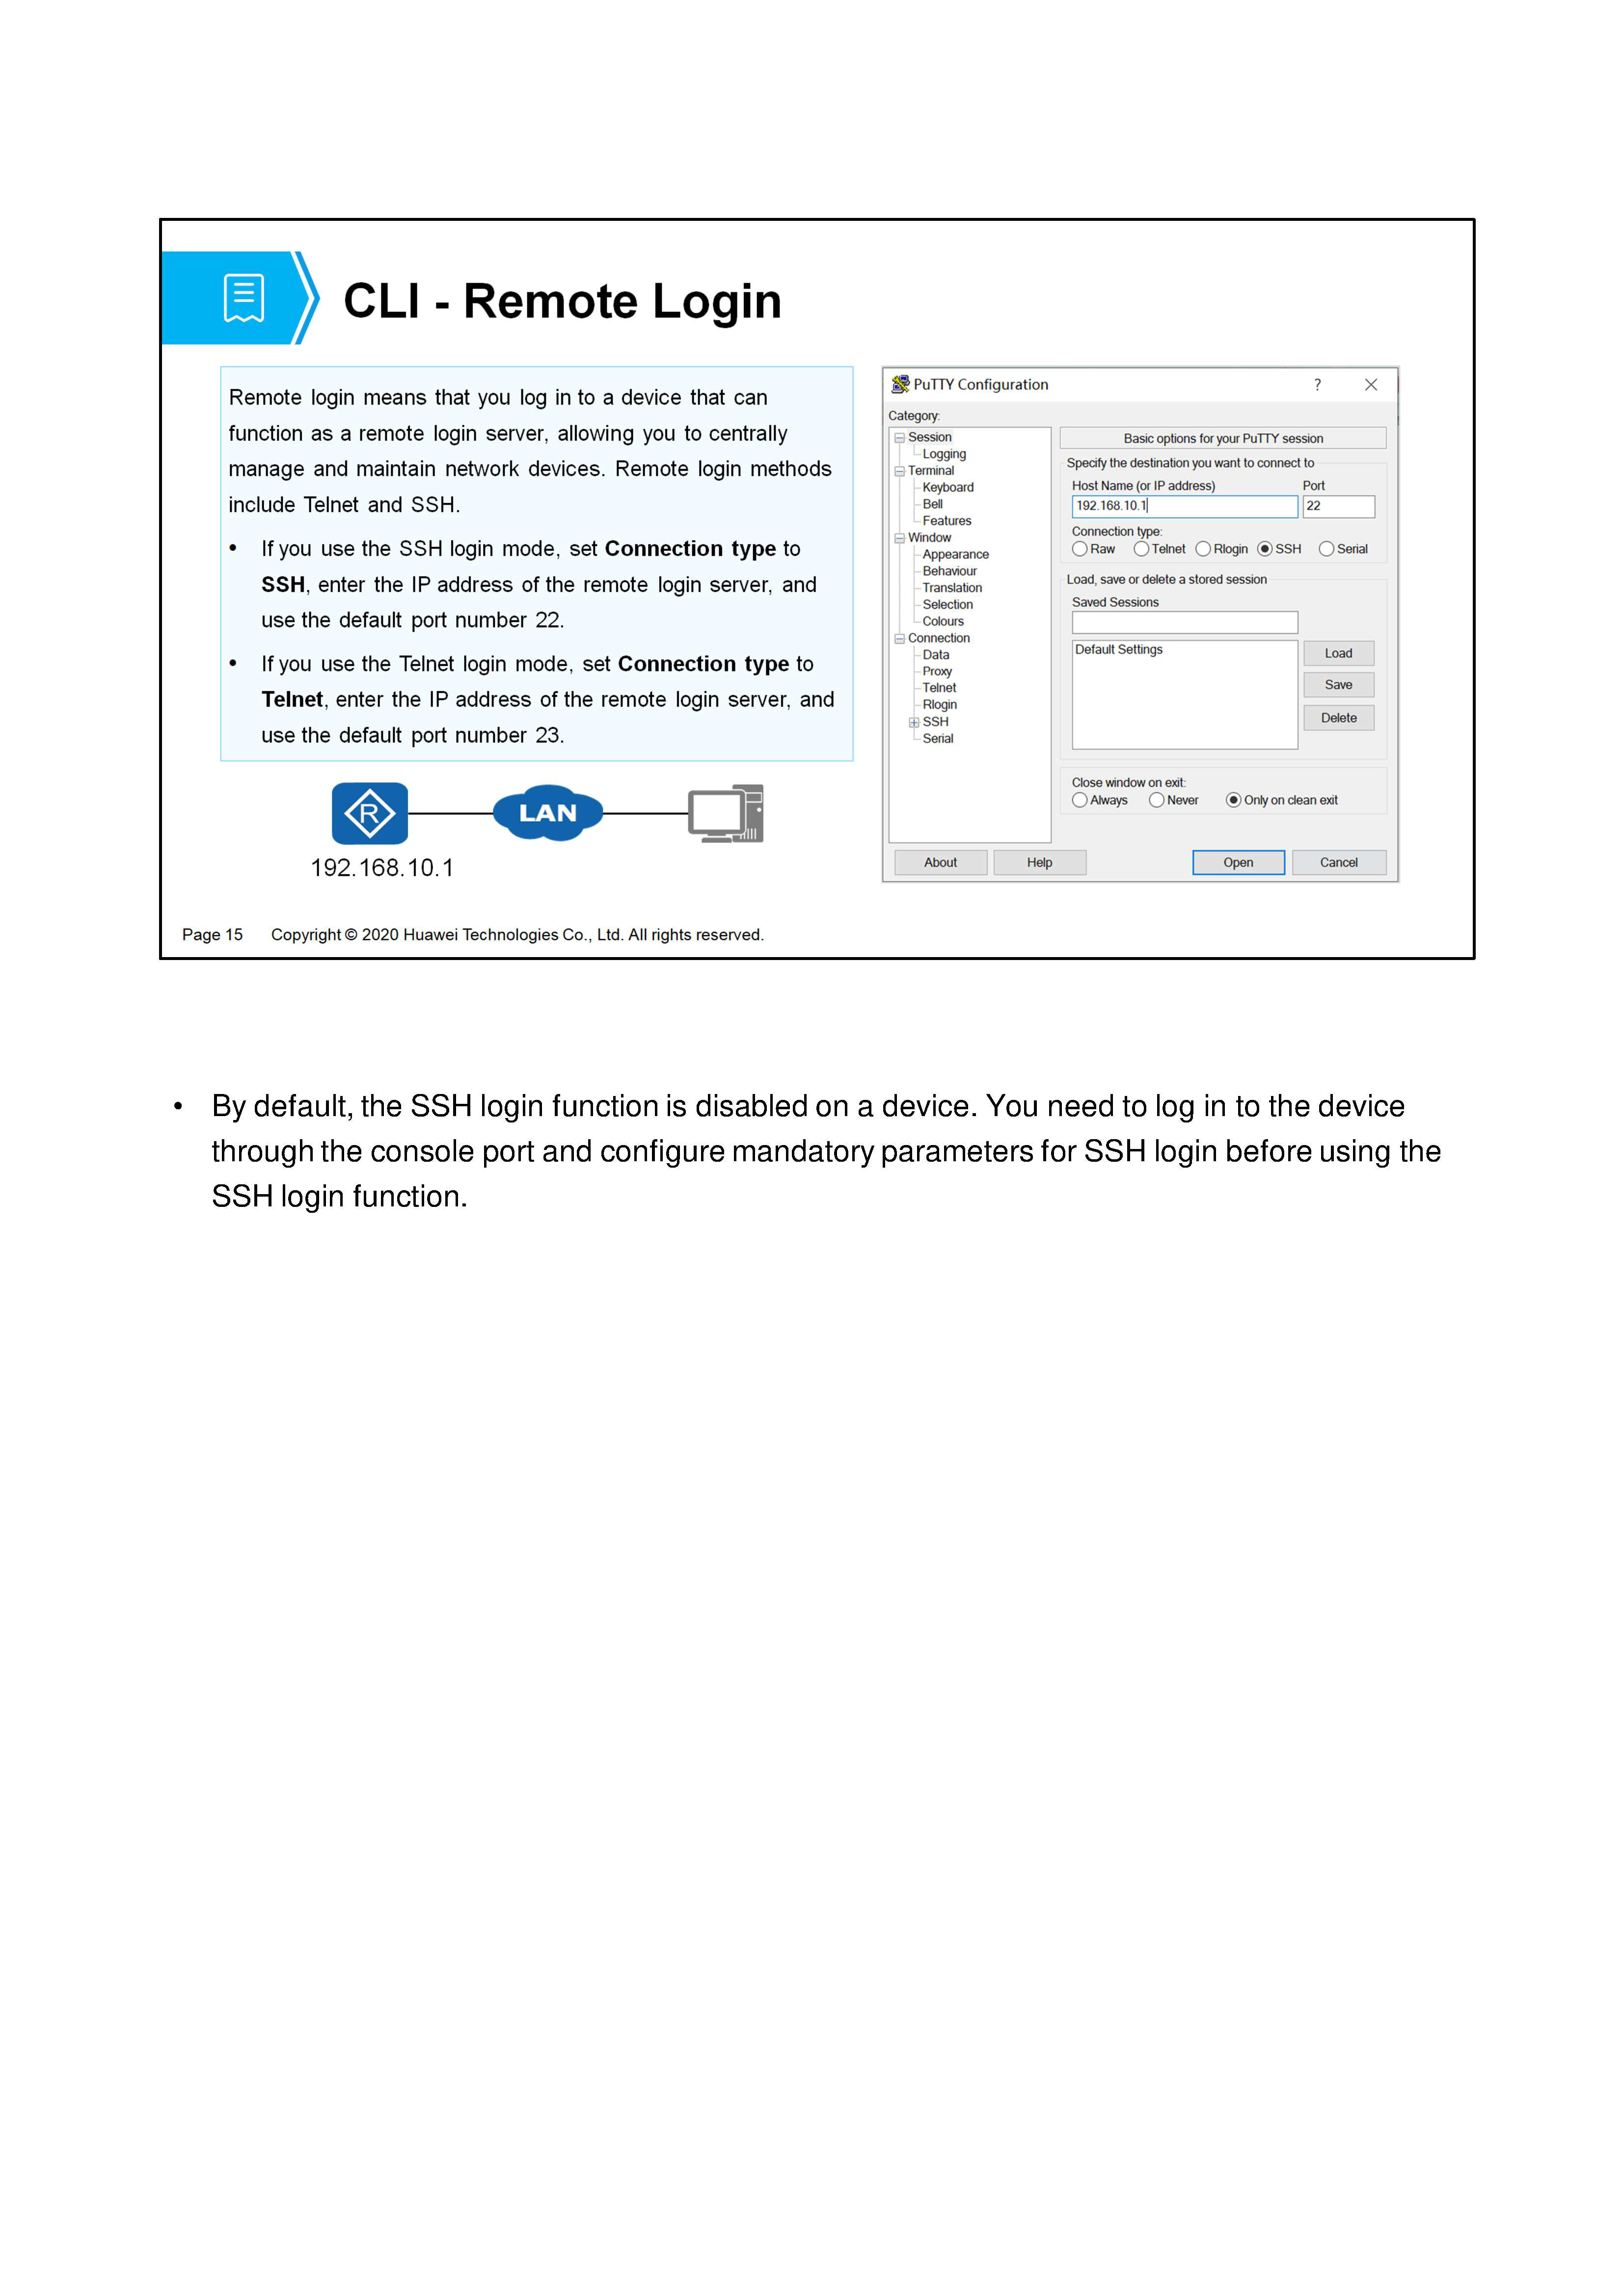 CLI - Remote Login
Remote login means that you log in to a device that can
function as a remote login server, allowing you to centrally
manage and maintain network devices. Remote login methods
include Telnet and SSH.
• If you use the SSH login mode, set Connection type to
SSH, enter the IP address of the remote login server, and
use the default port number 22.
• If you use the Telnet login mode, set Connection type to
Telnet, enter the IP address of the remote login server, and
use the default port number 23.
R
LAN
192.168.10.1
PuTTY Configuration
?
Category:
Session
Logging
Terminal
Keyboard
Bell
Features
Window
Appearance
Behaviour
Translation
Selection
Colours
Connection
Data
Proxy
Telnet
Rlogin
SSH
Serial
Basic options for your PuTTY session
Specify the destination you want to connect to
Host Name (or IP address) Port
192.168.10.1 22
Connection type:
Raw Telnet Rlogin SSH Serial
Load, save or delete a stored session
Saved Sessions
Default Settings
Load
Save
Delete
Close window on exit:
Always Never Only on clean exit
About Help Open Cancel
Page 15 Copyright © 2020 Huawei Technologies Co., Ltd. All rights reserved.
• By default, the SSH login function is disabled on a device. You need to log in to the device
through the console port and configure mandatory parameters for SSH login before using the
SSH login function.